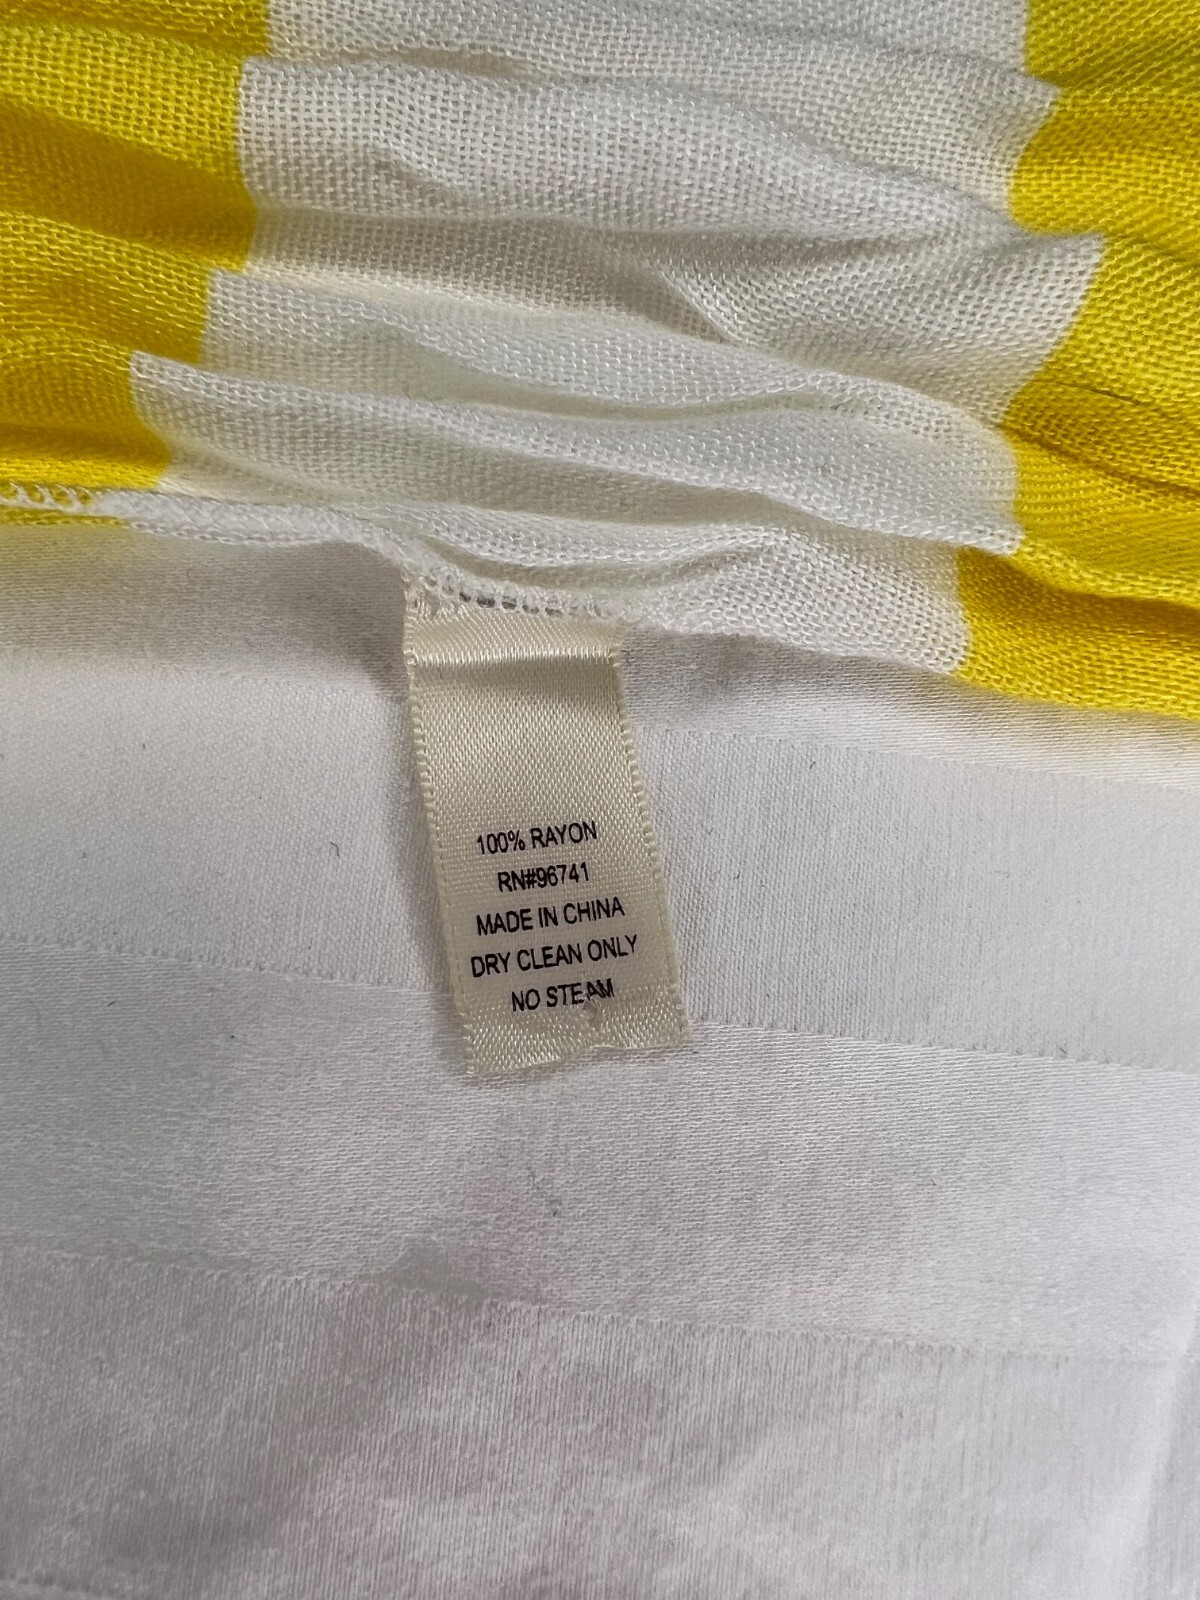 100% RAYON
RN#96741
MADE IN CHINA
DRY CLEAN ONLY
NO STEAM